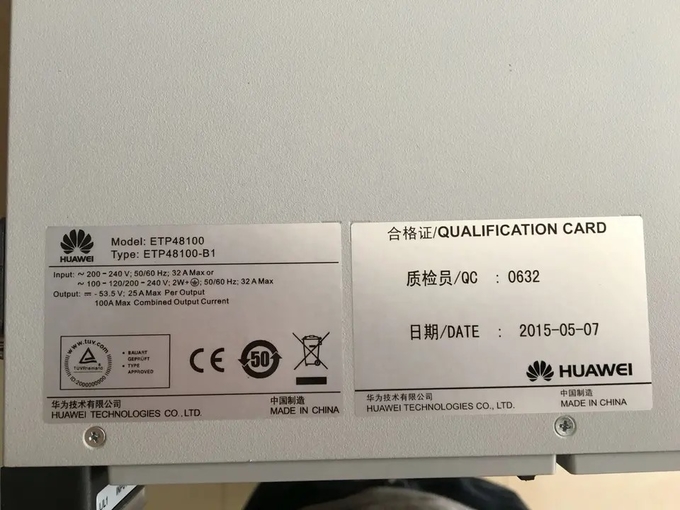 HUAWEI
Model: ETP48100
Type: ETP48100-B1
Input: ~ 200 - 240 V; 50/60 Hz; 32 A Max or
~ 100 - 120/200 - 240 V; 2W+⏚; 50/60 Hz; 32 A Max
Output: ⎓ - 53.5 V; 25 A Max Per Output
100A Max Combined Output Current
www.tuv.com
TÜVRheinland
ID:2000000000
BAUART
GEPRÜFT
TYPE
APPROVED
CE
50
华为技术有限公司
HUAWEI TECHNOLOGIES CO., LTD.
中国制造
MADE IN CHINA
合格证/QUALIFICATION CARD
质检员/QC : 0632
日期/DATE : 2015-05-07
HUAWEI
华为技术有限公司
HUAWEI TECHNOLOGIES CO., LTD.
中国制造
MADE IN CHINA